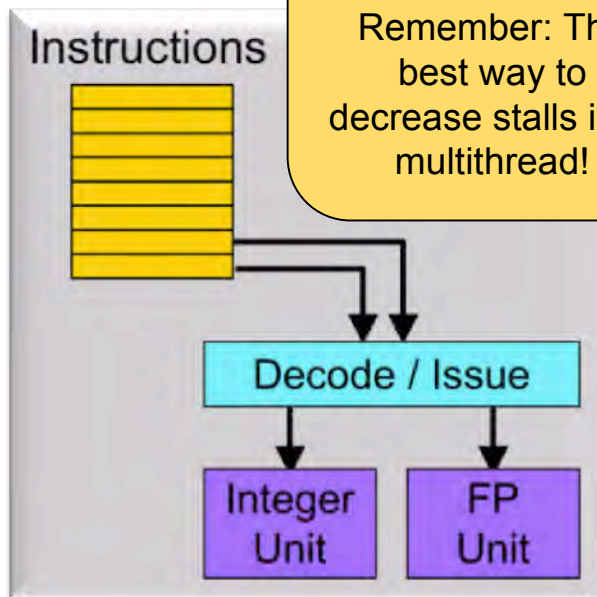 Instructions
Remember: Th
best way to
decrease stalls i
multithread!
Decode / Issue
Integer
Unit
FP
Unit